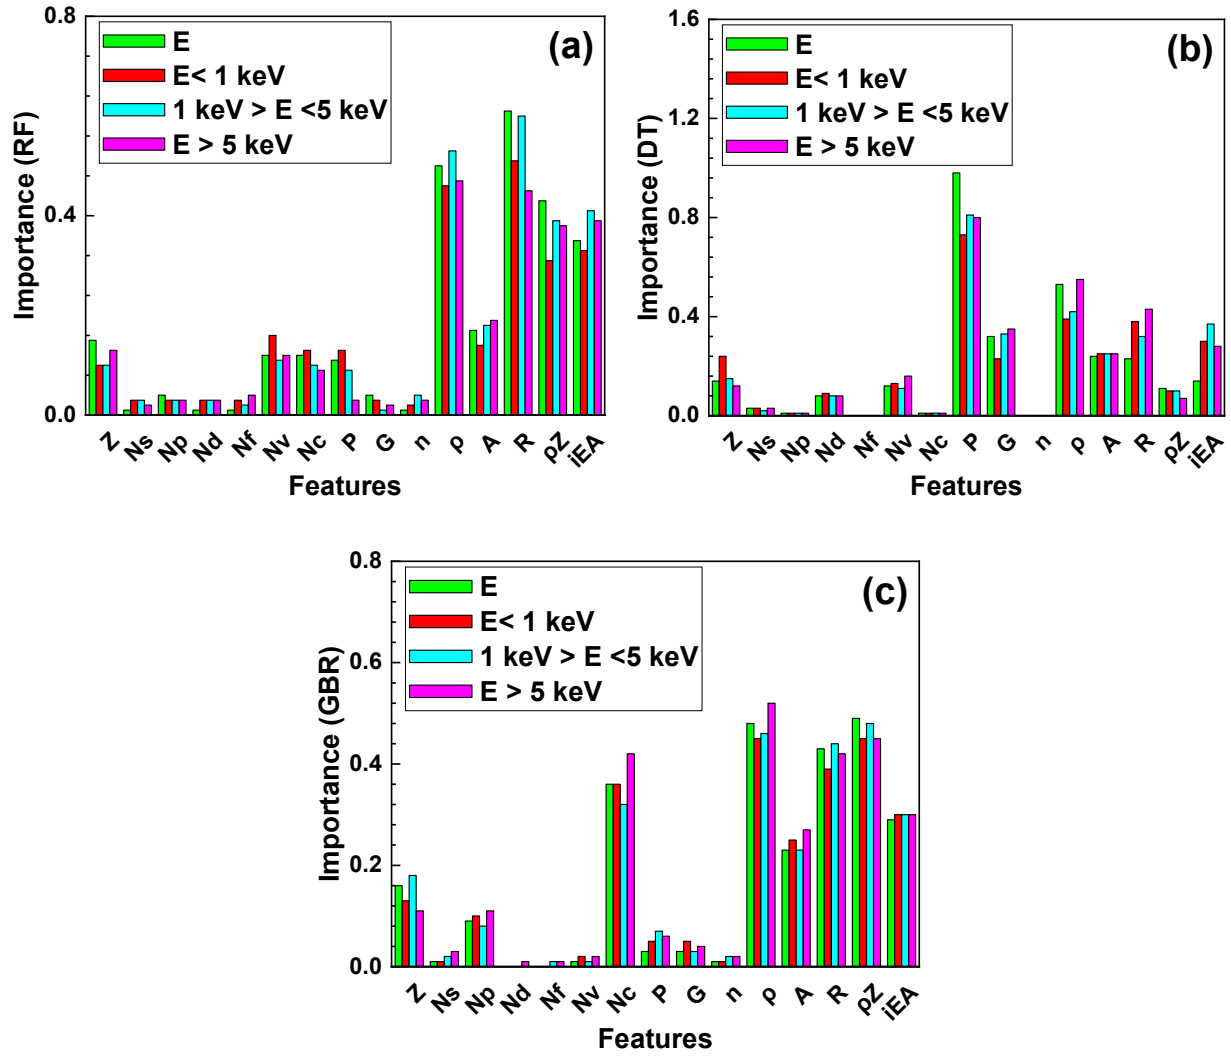 (a)
E
E< 1 keV
1 keV > E <5 keV
E > 5 keV
Importance (RF)
0.8
0.4
0.0
Z Ns Np Nd Nf Nv Nc P G n ρ A R ρZ iEA
Features
(b)
E
E< 1 keV
1 keV > E <5 keV
E > 5 keV
Importance (DT)
1.6
1.2
0.8
0.4
0.0
Z Ns Np Nd Nf Nv Nc P G n ρ A R ρZ iEA
Features
(c)
E
E< 1 keV
1 keV > E <5 keV
E > 5 keV
Importance (GBR)
0.8
0.6
0.4
0.2
0.0
Z Ns Np Nd Nf Nv Nc P G n ρ A R ρZ iEA
Features